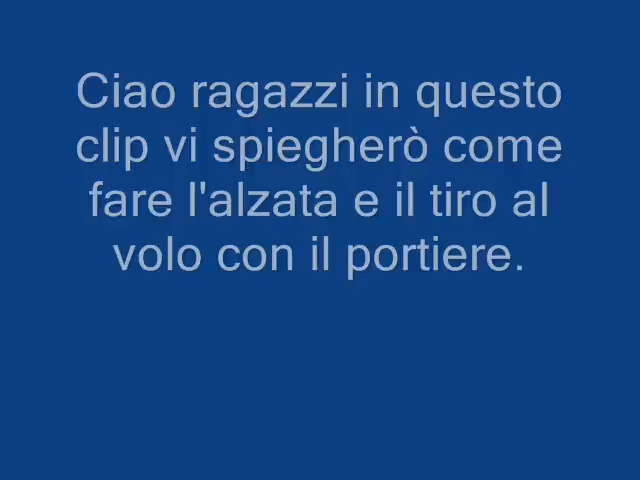 Ciao ragazzi in questo
clip vi spiegherò come
fare l'alzata e il tiro al
volo con il portiere.